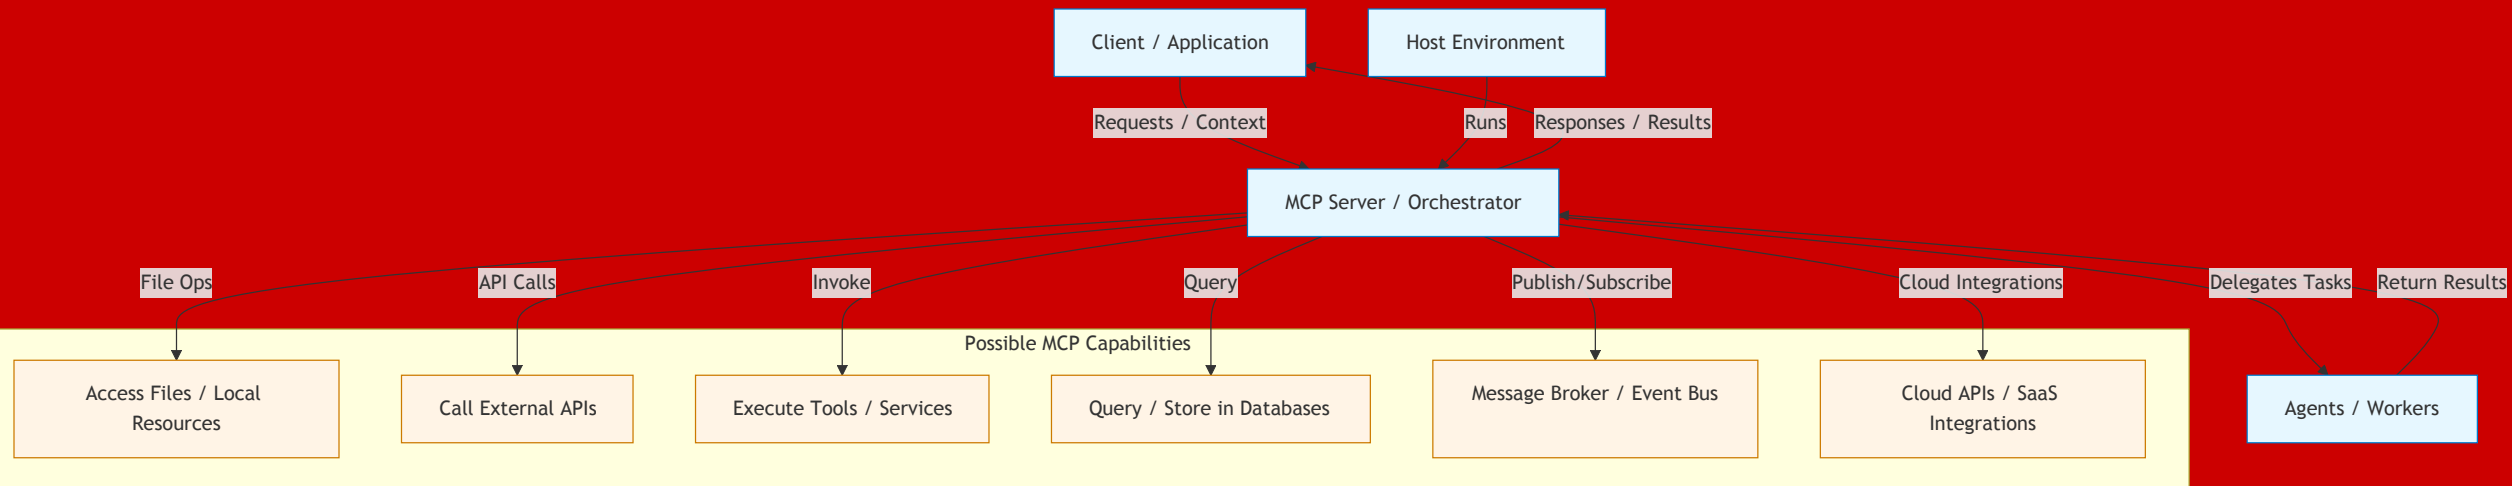 Client / Application
Host Environment
Requests / Context
Runs
Responses / Results
MCP Server / Orchestrator
File Ops
API Calls
Invoke
Query
Publish/Subscribe
Cloud Integrations
Delegates Tasks
Return Results
Possible MCP Capabilities
Access Files / Local
Resources
Call External APIs
Execute Tools / Services
Query / Store in Databases
Message Broker / Event Bus
Cloud APIs / SaaS
Integrations
Agents / Workers